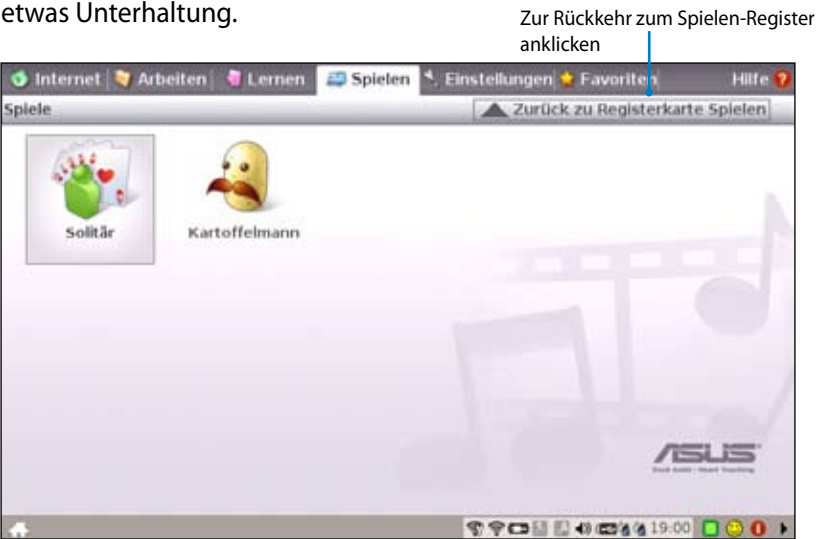 etwas Unterhaltung.
Zur Rückkehr zum Spielen-Register
anklicken
Internet Arbeiten Lernen Spielen Einstellungen Favoriten Hilfe
Spiele Zurück zu Registerkarte Spielen
Solitär Kartoffelmann
ASUS
19:00